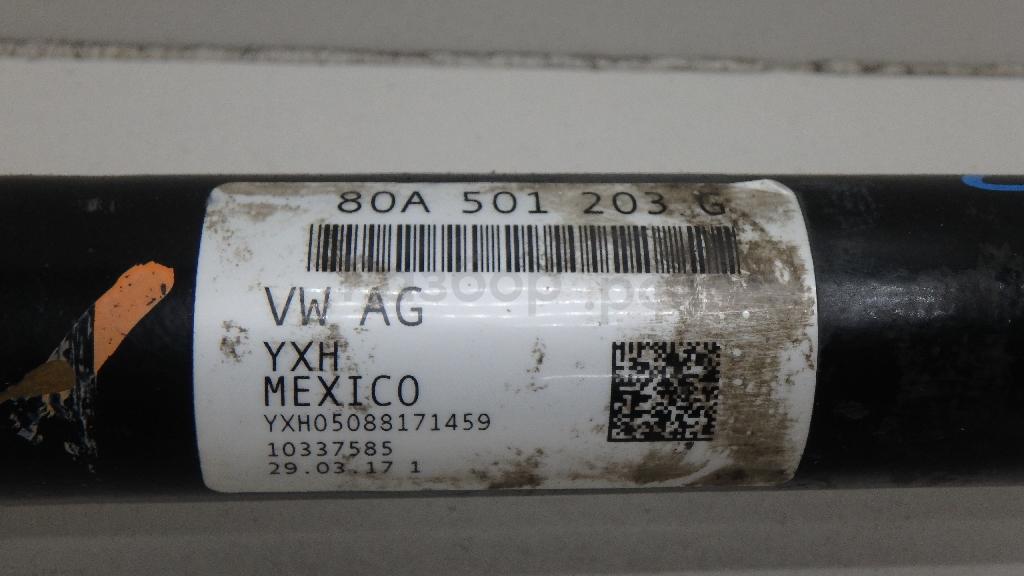 80A 501 203 G
VW AG
YXH
MEXICO
YXH05088171459
10337585
29.03.17 1